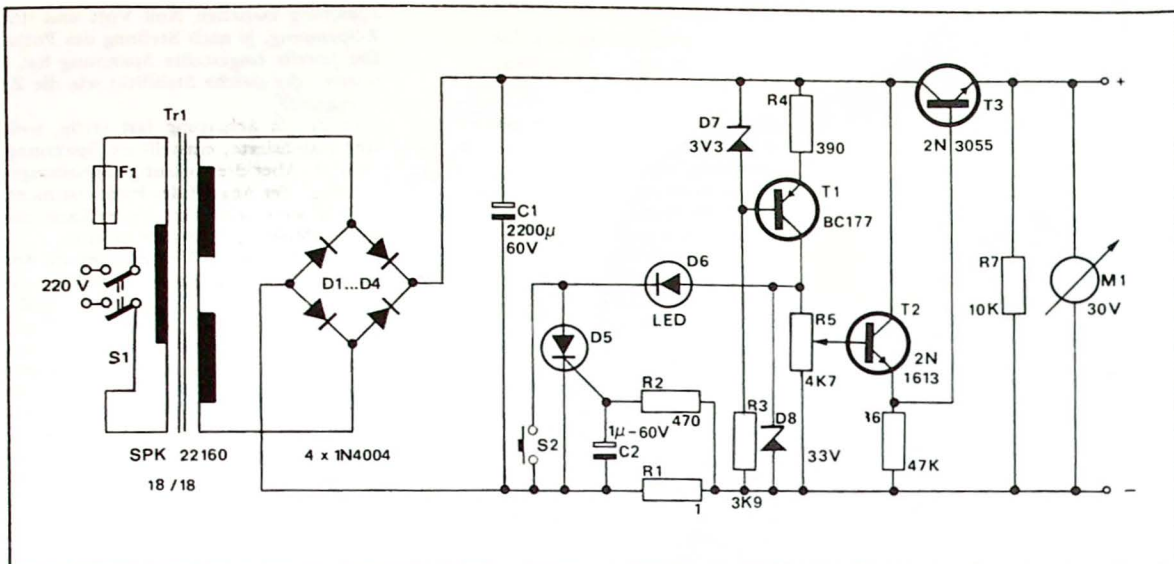 Tr1
F1
220 V
S1
SPK 22160
18 / 18
D1...D4
4 x 1N4004
C1
2200µ
60V
D5
LED
D6
S2
1µ-60V
C2
R2
470
R1
1
D7
3V3
R4
390
T1
BC177
R3
3K9
D8
33V
R5
4K7
T2
2N
1613
47K
T3
2N 3055
R7
10K
M1
30V
+
−